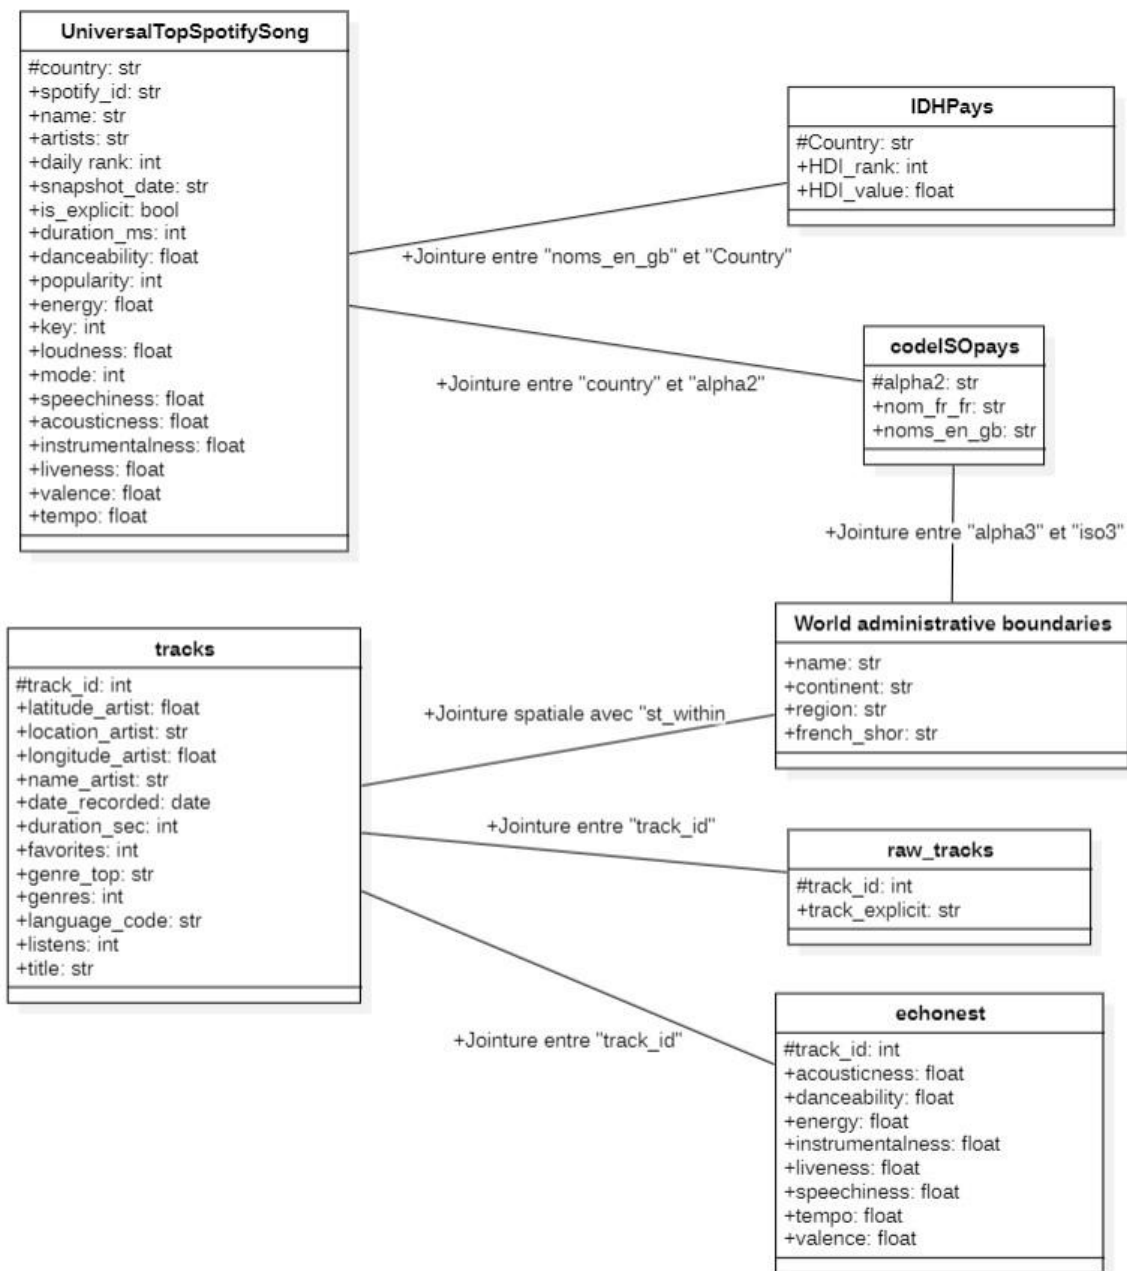 UniversalTopSpotifySong
#country: str
+spotify_id: str
+name: str
+artists: str
+daily rank: int
+snapshot_date: str
+is_explicit: bool
+duration_ms: int
+danceability: float
+popularity: int
+energy: float
+key: int
+loudness: float
+mode: int
+speechiness: float
+acousticness: float
+instrumentalness: float
+liveness: float
+valence: float
+tempo: float
IDHPays
#Country: str
+HDI_rank: int
+HDI_value: float
+Jointure entre "noms_en_gb" et "Country"
+Jointure entre "country" et "alpha2"
codeISOpays
#alpha2: str
+nom_fr_fr: str
+noms_en_gb: str
+Jointure entre "alpha3" et "iso3"
World administrative boundaries
+name: str
+continent: str
+region: str
+french_shor: str
tracks
#track_id: int
+latitude_artist: float
+location_artist: str
+longitude_artist: float
+name_artist: str
+date_recorded: date
+duration_sec: int
+favorites: int
+genre_top: str
+genres: int
+language_code: str
+listens: int
+title: str
+Jointure spatiale avec "st_within
+Jointure entre "track_id"
raw_tracks
#track_id: int
+track_explicit: str
+Jointure entre "track_id"
echonest
#track_id: int
+acousticness: float
+danceability: float
+energy: float
+instrumentalness: float
+liveness: float
+speechiness: float
+tempo: float
+valence: float